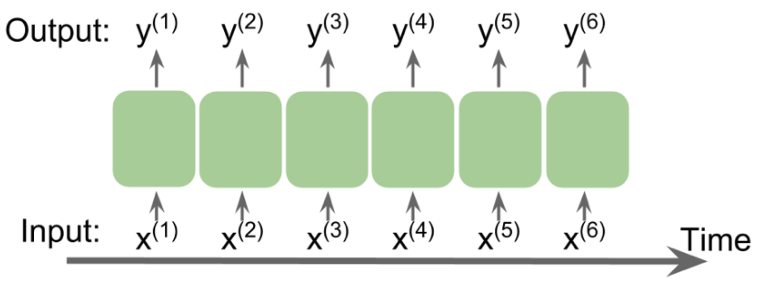 Output: y(1) y(2) y(3) y(4) y(5) y(6)
Input: x(1) x(2) x(3) x(4) x(5) x(6)
Time